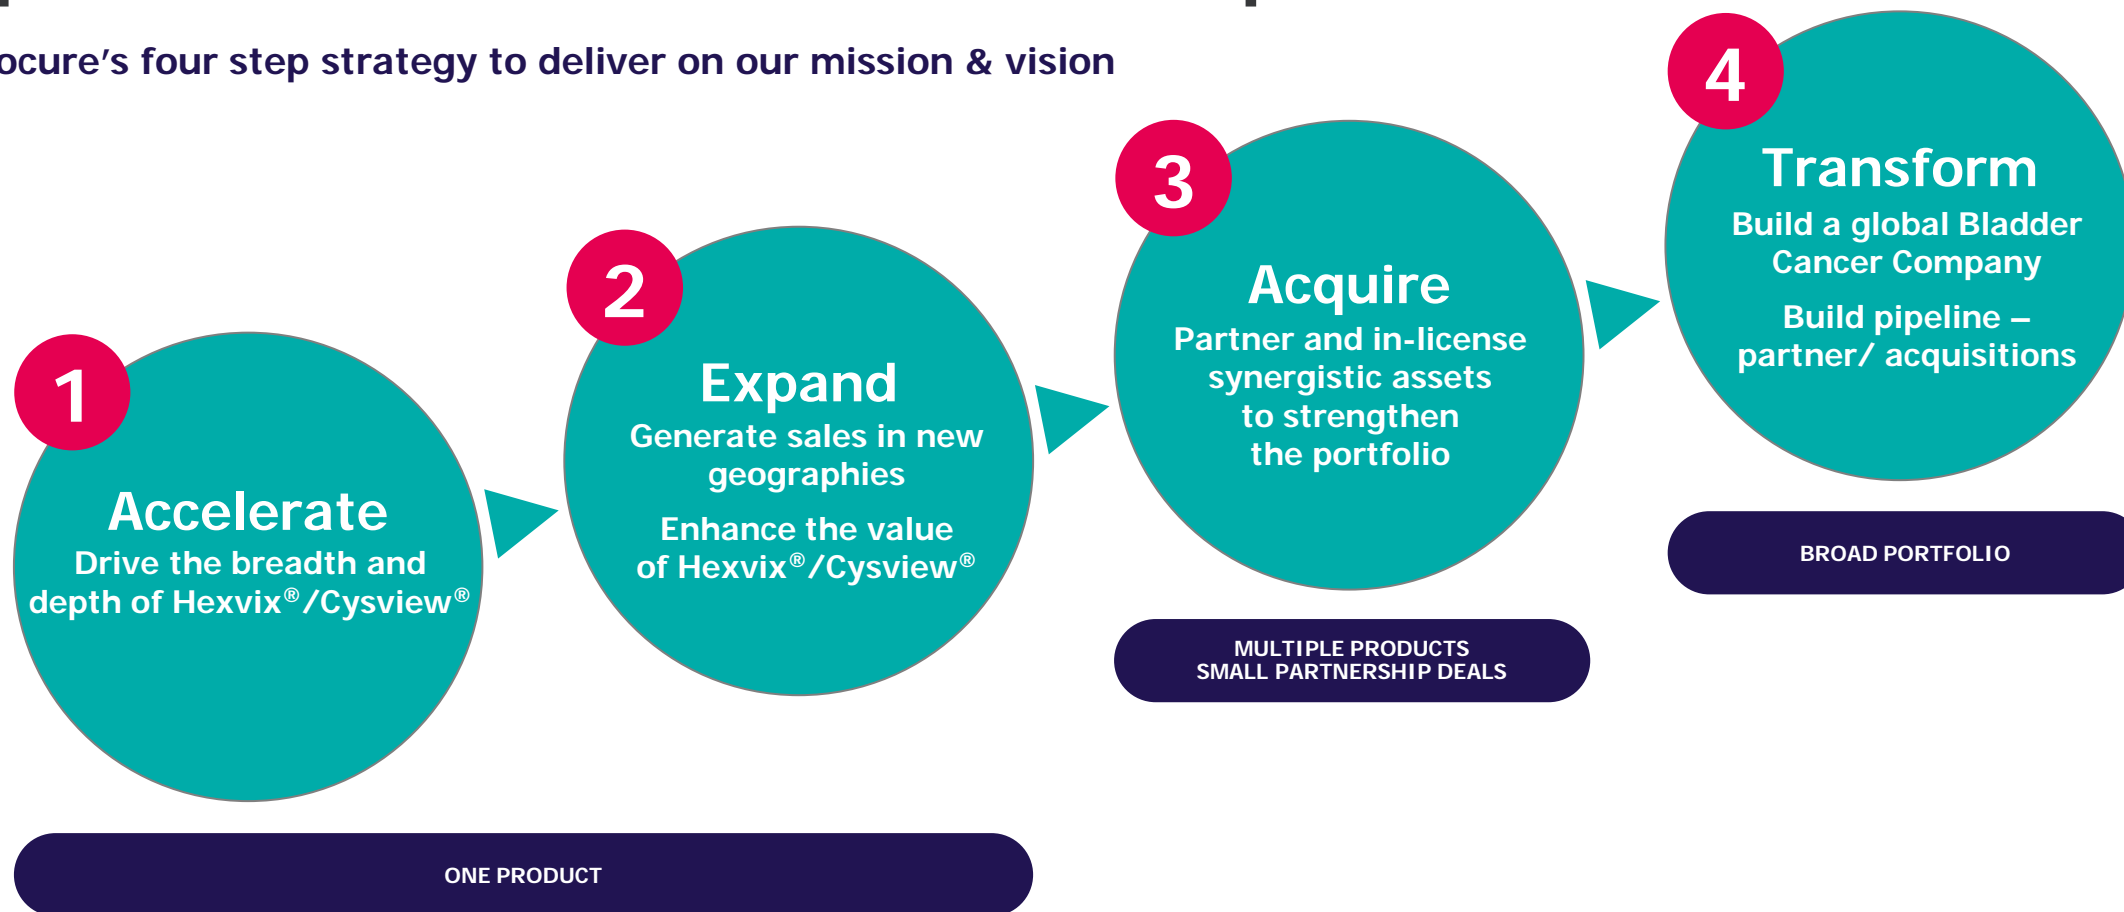 ocure’s four step strategy to deliver on our mission & vision
1
Accelerate
Drive the breadth and
depth of Hexvix®/Cysview®
2
Expand
Generate sales in new
geographies
Enhance the value
of Hexvix®/Cysview®
ONE PRODUCT
3
Acquire
Partner and in-license
synergistic assets
to strengthen
the portfolio
MULTIPLE PRODUCTS
SMALL PARTNERSHIP DEALS
4
Transform
Build a global Bladder
Cancer Company
Build pipeline –
partner/ acquisitions
BROAD PORTFOLIO